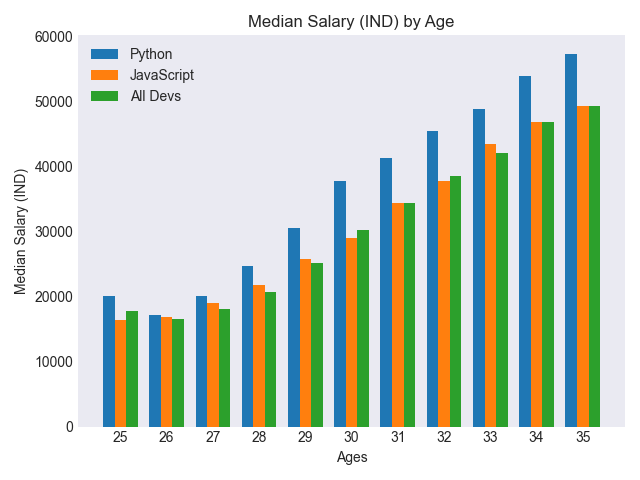 Median Salary (IND) by Age
Python
JavaScript
All Devs
Median Salary (IND)
60000
50000
40000
30000
20000
10000
0
25 26 27 28 29 30 31 32 33 34 35
Ages